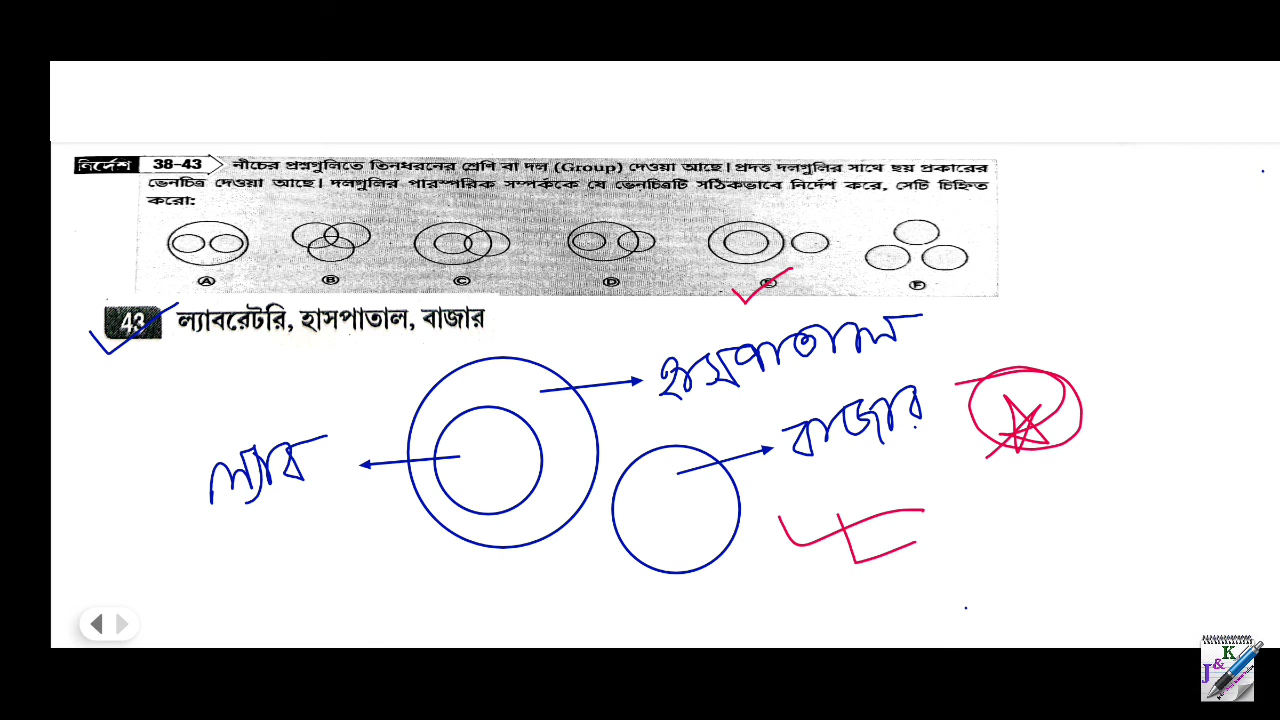 নির্দেশ 38-43 নীচের প্রশ্নগুলিতে তিনধরনের শ্রেণি বা দল (Group) দেওয়া আছে। প্রদত্ত দলগুলির সাথে ছয় প্রকারের
ভেনচিত্র দেওয়া আছে। দলগুলির পারস্পরিক সম্পর্ককে যে ভেনচিত্রটি সঠিকভাবে নির্দেশ করে, সেটি চিহ্নিত
করো:
A B C D E F
43 ল্যাবরেটরি, হাসপাতাল, বাজার
হাসপাতাল
বাজার
ল্যাব
J&K